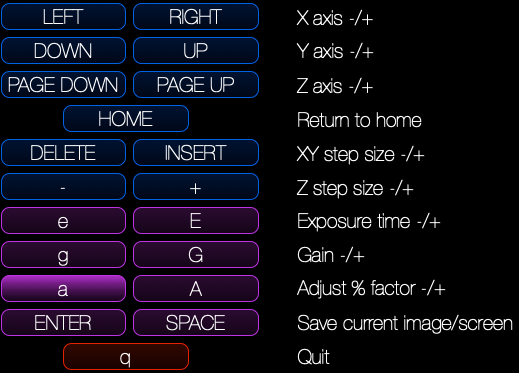 LEFT RIGHT X axis -/+
DOWN UP Y axis -/+
PAGE DOWN PAGE UP Z axis -/+
HOME Return to home
DELETE INSERT XY step size -/+
- + Z step size -/+
e E Exposure time -/+
g G Gain -/+
a A Adjust % factor -/+
ENTER SPACE Save current image/screen
q Quit